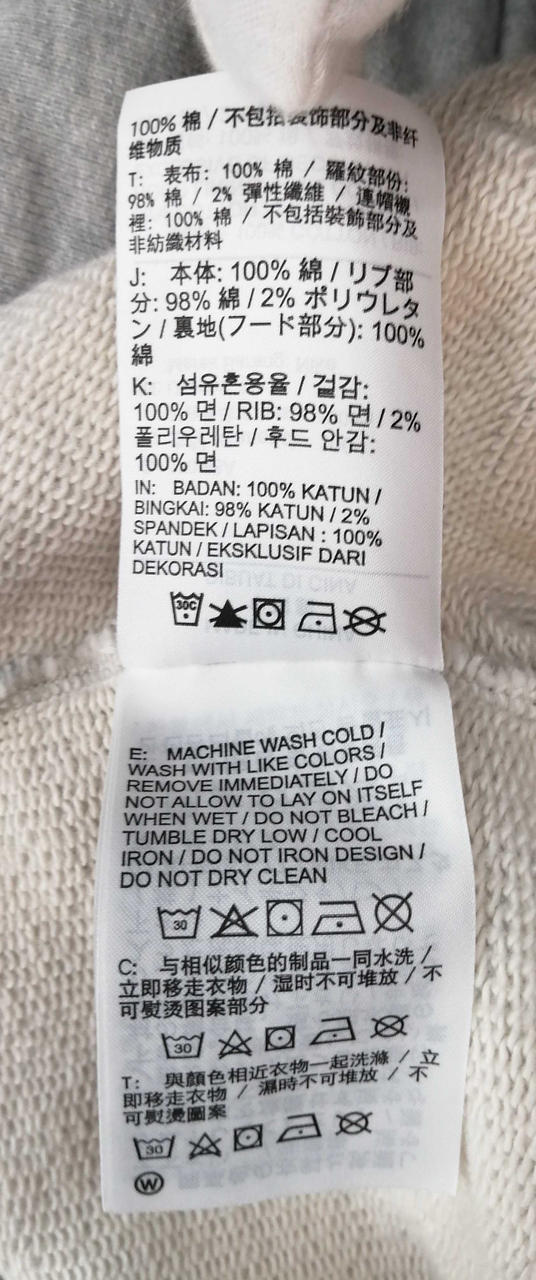 100% 棉 / 不包括装饰部分及非纤
维物质
T: 表布: 100% 棉 / 羅紋部份:
98% 棉 / 2% 彈性纖維 / 連帽襯
裡: 100% 棉 / 不包括裝飾部分及
非紡織材料
J: 本体: 100% 綿 / リブ部
分: 98% 綿 / 2% ポリウレタ
ン / 裏地(フード部分): 100%
綿
K: 섬유혼용율 / 겉감:
100% 면 / RIB: 98% 면 / 2%
폴리우레탄 / 후드 안감:
100% 면
IN: BADAN: 100% KATUN /
BINGKAI: 98% KATUN / 2%
SPANDEK / LAPISAN : 100%
KATUN / EKSKLUSIF DARI
DEKORASI
30C
E: MACHINE WASH COLD /
WASH WITH LIKE COLORS /
REMOVE IMMEDIATELY / DO
NOT ALLOW TO LAY ON ITSELF
WHEN WET / DO NOT BLEACH /
TUMBLE DRY LOW / COOL
IRON / DO NOT IRON DESIGN /
DO NOT DRY CLEAN
30
C: 与相似颜色的制品一同水洗 /
立即移走衣物 / 湿时不可堆放 / 不
可熨烫图案部分
30
T: 與顏色相近衣物一起洗滌 / 立
即移走衣物 / 濕時不可堆放 / 不
可熨燙圖案
30
W